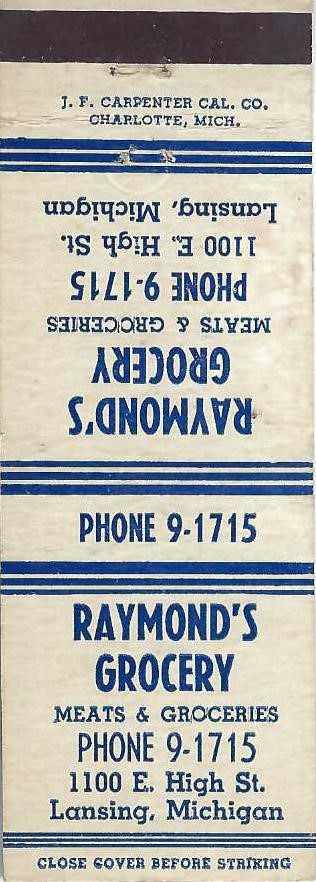 J. F. CARPENTER CAL. CO.
CHARLOTTE, MICH.
RAYMOND'S
GROCERY
MEATS & GROCERIES
PHONE 9-1715
1100 E. High St.
Lansing, Michigan
PHONE 9-1715
RAYMOND'S
GROCERY
MEATS & GROCERIES
PHONE 9-1715
1100 E. High St.
Lansing, Michigan
CLOSE COVER BEFORE STRIKING